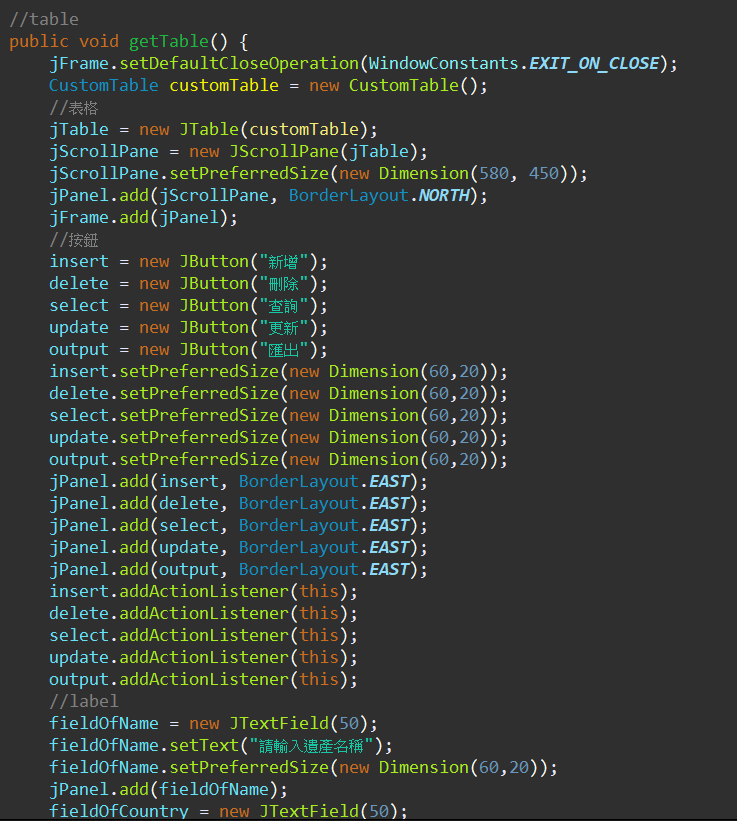 //table
public void getTable() {
    jFrame.setDefaultCloseOperation(WindowConstants.EXIT_ON_CLOSE);
    CustomTable customTable = new CustomTable();
    //表格
    jTable = new JTable(customTable);
    jScrollPane = new JScrollPane(jTable);
    jScrollPane.setPreferredSize(new Dimension(580, 450));
    jPanel.add(jScrollPane, BorderLayout.NORTH);
    jFrame.add(jPanel);
    //按鈕
    insert = new JButton("新增");
    delete = new JButton("刪除");
    select = new JButton("查詢");
    update = new JButton("更新");
    output = new JButton("匯出");
    insert.setPreferredSize(new Dimension(60,20));
    delete.setPreferredSize(new Dimension(60,20));
    select.setPreferredSize(new Dimension(60,20));
    update.setPreferredSize(new Dimension(60,20));
    output.setPreferredSize(new Dimension(60,20));
    jPanel.add(insert, BorderLayout.EAST);
    jPanel.add(delete, BorderLayout.EAST);
    jPanel.add(select, BorderLayout.EAST);
    jPanel.add(update, BorderLayout.EAST);
    jPanel.add(output, BorderLayout.EAST);
    insert.addActionListener(this);
    delete.addActionListener(this);
    select.addActionListener(this);
    update.addActionListener(this);
    output.addActionListener(this);
    //label
    fieldOfName = new JTextField(50);
    fieldOfName.setText("請輸入遺產名稱");
    fieldOfName.setPreferredSize(new Dimension(60,20));
    jPanel.add(fieldOfName);
    fieldOfCountry = new JTextField(50);